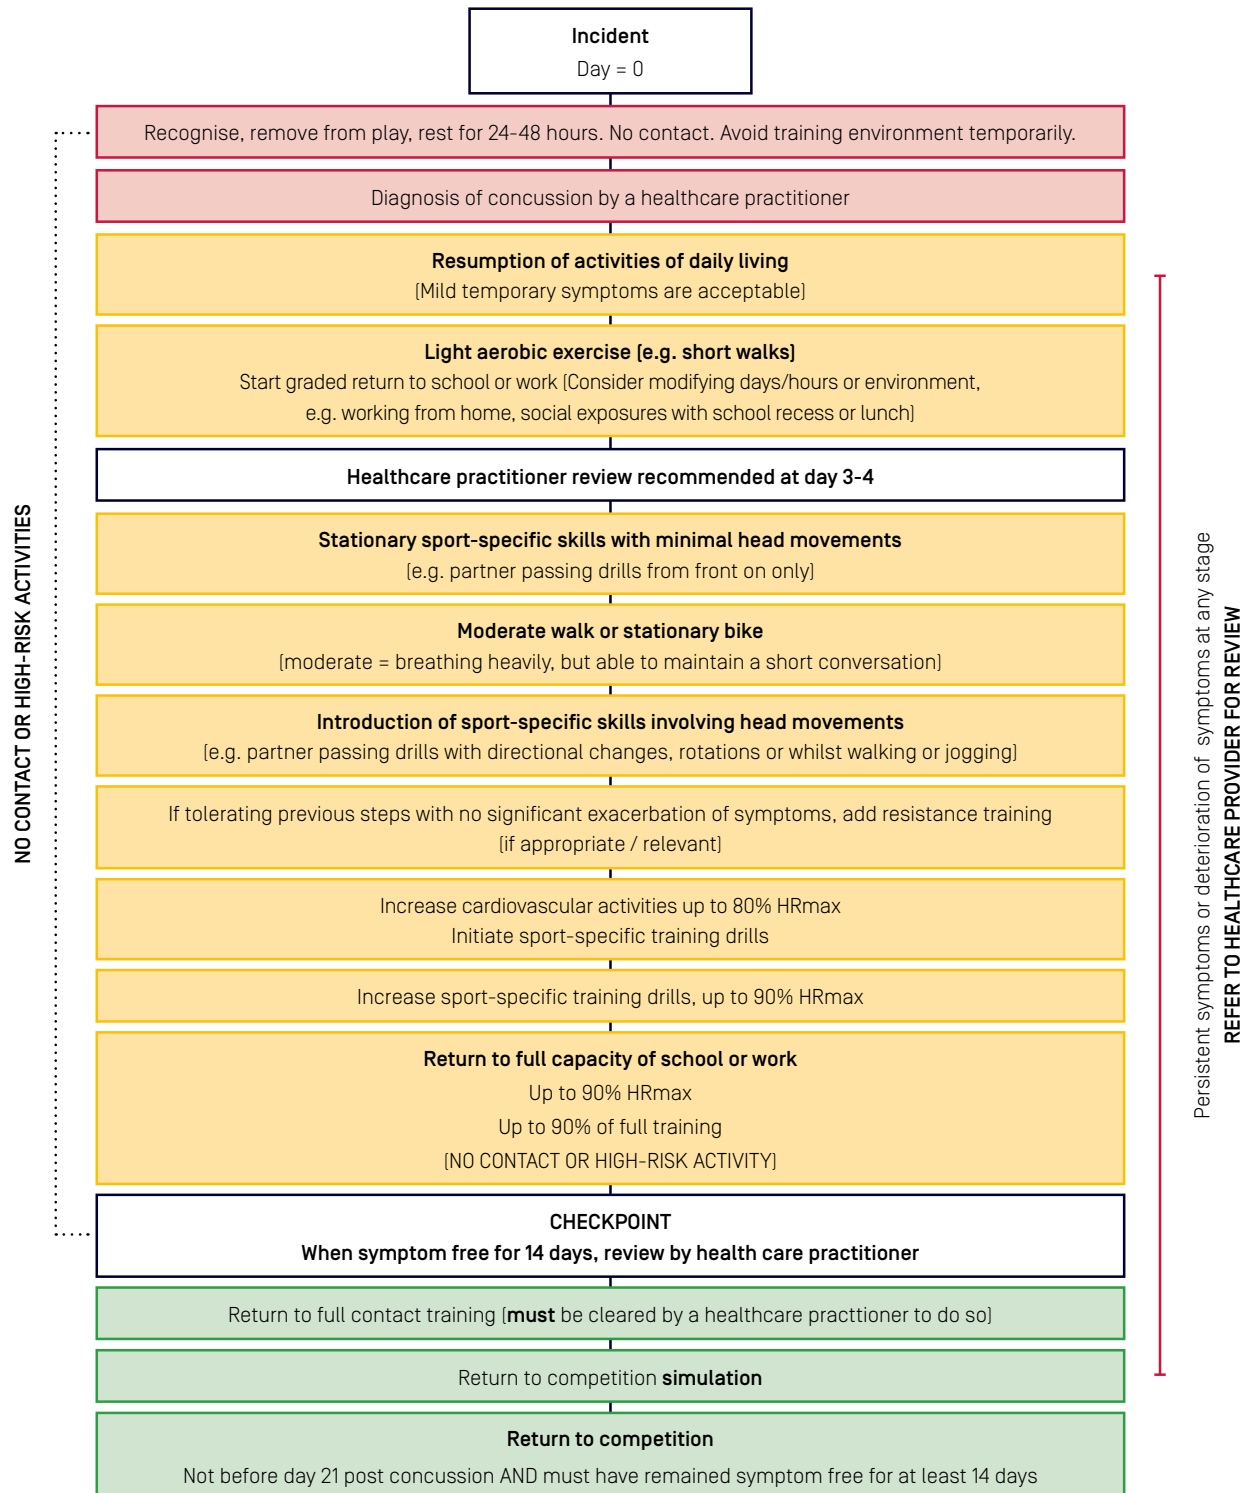 Incident
Day = 0
Recognise, remove from play, rest for 24-48 hours. No contact. Avoid training environment temporarily.
Diagnosis of concussion by a healthcare practitioner
Resumption of activities of daily living
(Mild temporary symptoms are acceptable)
Light aerobic exercise (e.g. short walks)
Start graded return to school or work (Consider modifying days/hours or environment,
e.g. working from home, social exposures with school recess or lunch)
Healthcare practitioner review recommended at day 3-4
Stationary sport-specific skills with minimal head movements
(e.g. partner passing drills from front on only)
Moderate walk or stationary bike
(moderate = breathing heavily, but able to maintain a short conversation)
Introduction of sport-specific skills involving head movements
(e.g. partner passing drills with directional changes, rotations or whilst walking or jogging)
If tolerating previous steps with no significant exacerbation of symptoms, add resistance training
(if appropriate / relevant)
Increase cardiovascular activities up to 80% HRmax
Initiate sport-specific training drills
Increase sport-specific training drills, up to 90% HRmax
Return to full capacity of school or work
Up to 90% HRmax
Up to 90% of full training
(NO CONTACT OR HIGH-RISK ACTIVITY)
CHECKPOINT
When symptom free for 14 days, review by health care practitioner
Return to full contact training (must be cleared by a healthcare practtioner to do so)
Return to competition simulation
Return to competition
Not before day 21 post concussion AND must have remained symptom free for at least 14 days
NO CONTACT OR HIGH-RISK ACTIVITIES
Persistent symptoms or deterioration of symptoms at any stage
REFER TO HEALTHCARE PROVIDER FOR REVIEW